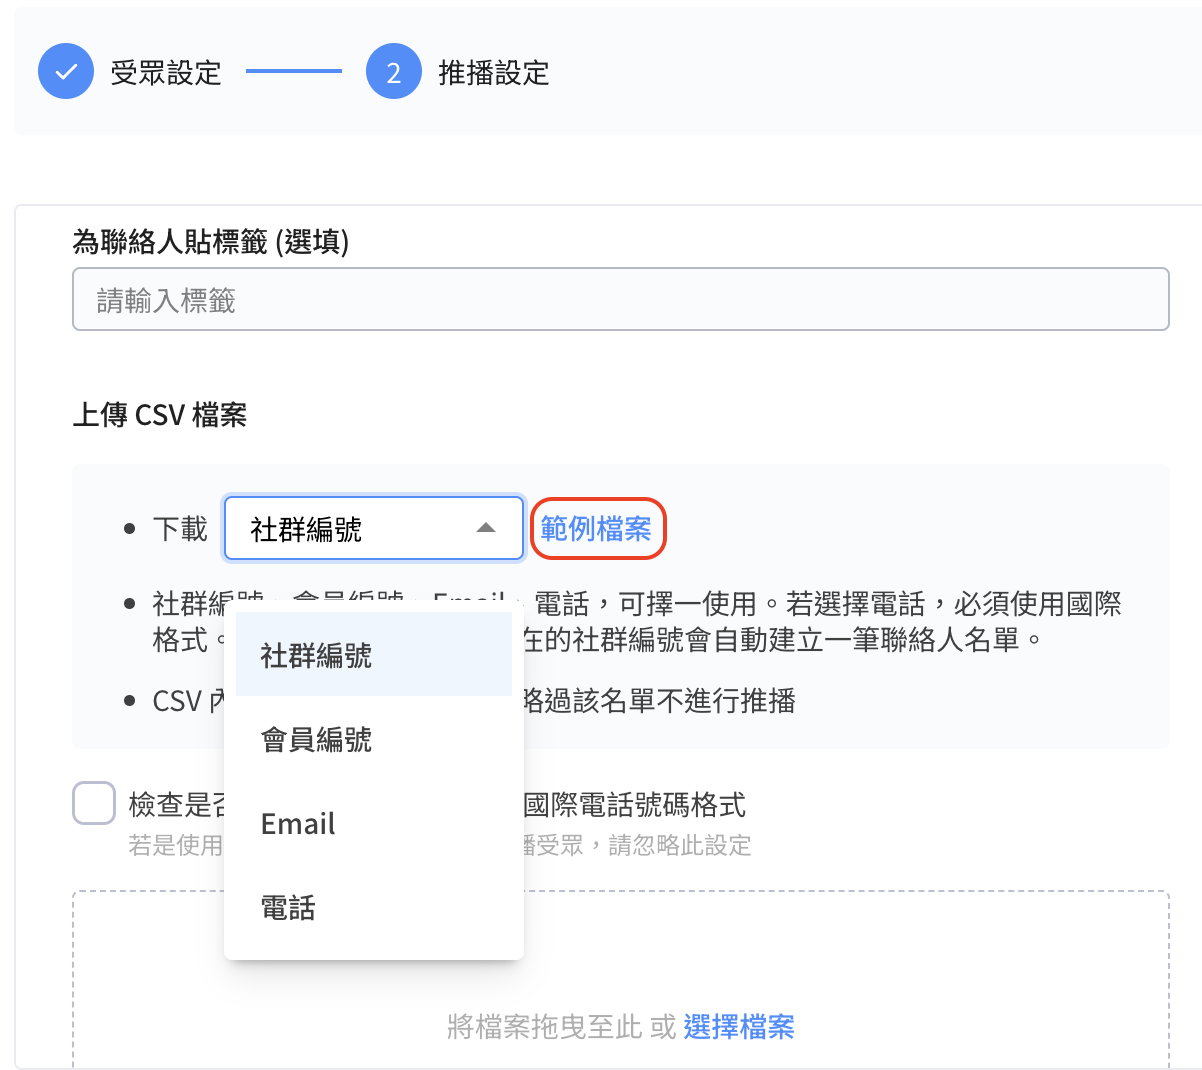 受眾設定
2
推播設定
為聯絡人貼標籤 (選填)
請輸入標籤
上傳 CSV 檔案
下載 社群編號 範例檔案
社群編號、會員編號、Email、電話，可擇一使用。若選擇電話，必須使用國際
格式。 在的社群編號會自動建立一筆聯絡人名單。
CSV 略過該名單不進行推播
社群編號
會員編號
Email
電話
檢查是否 國際電話號碼格式
若是使用 播受眾，請忽略此設定
將檔案拖曳至此 或 選擇檔案